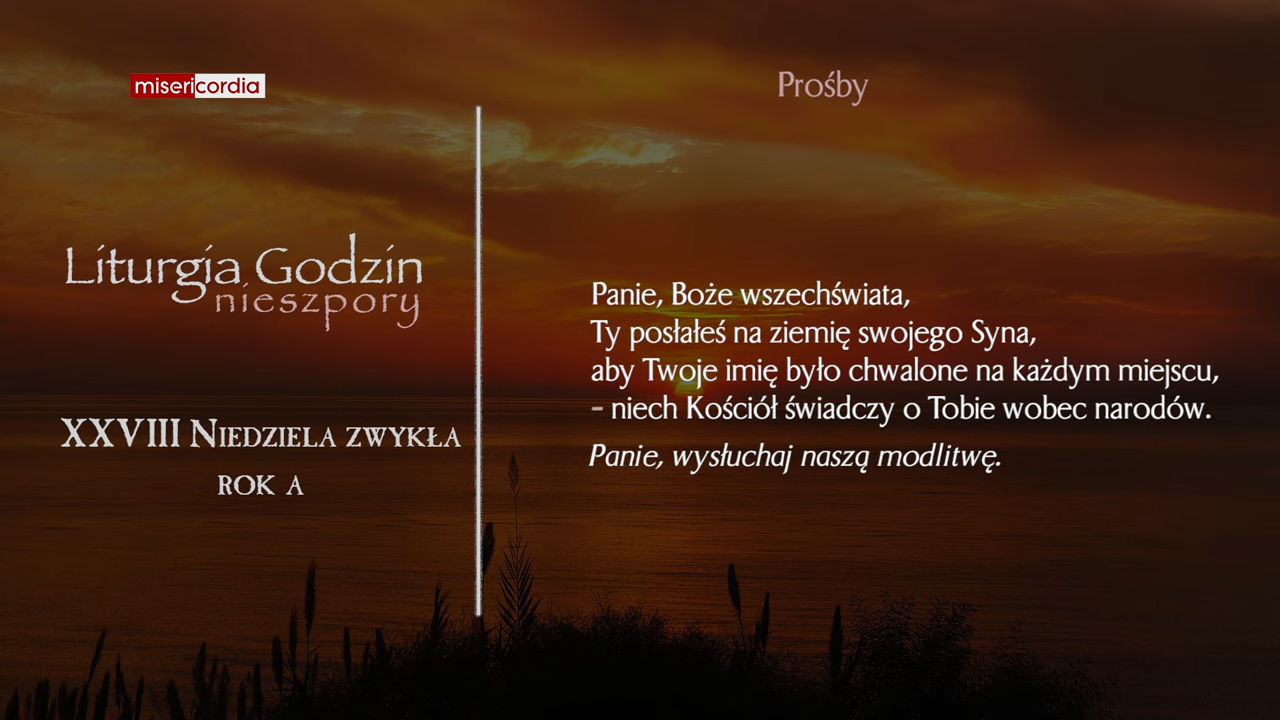 misericordia
Liturgia Godzin
nieszpory
XXVIII Niedziela zwykła
rok A
Prośby
Panie, Boże wszechświata,
Ty posłałeś na ziemię swojego Syna,
aby Twoje imię było chwalone na każdym miejscu,
- niech Kościół świadczy o Tobie wobec narodów.
Panie, wysłuchaj naszą modlitwę.